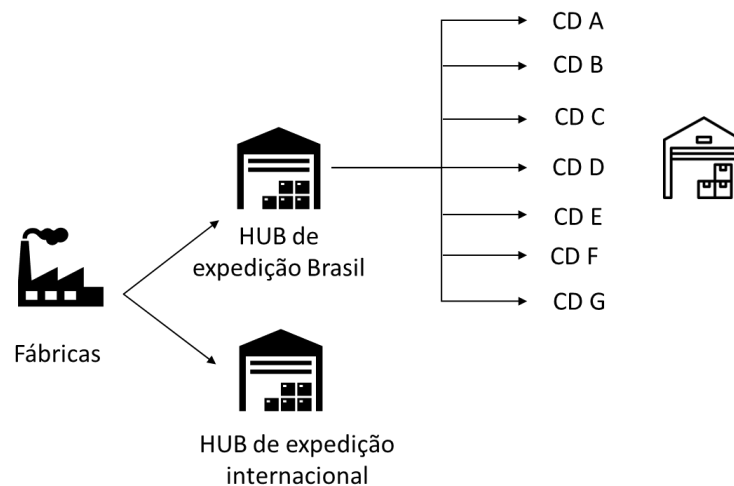 CD A
CD B
CD C
CD D
CD E
CD F
CD G
HUB de
expedição Brasil
Fábricas
HUB de expedição
internacional